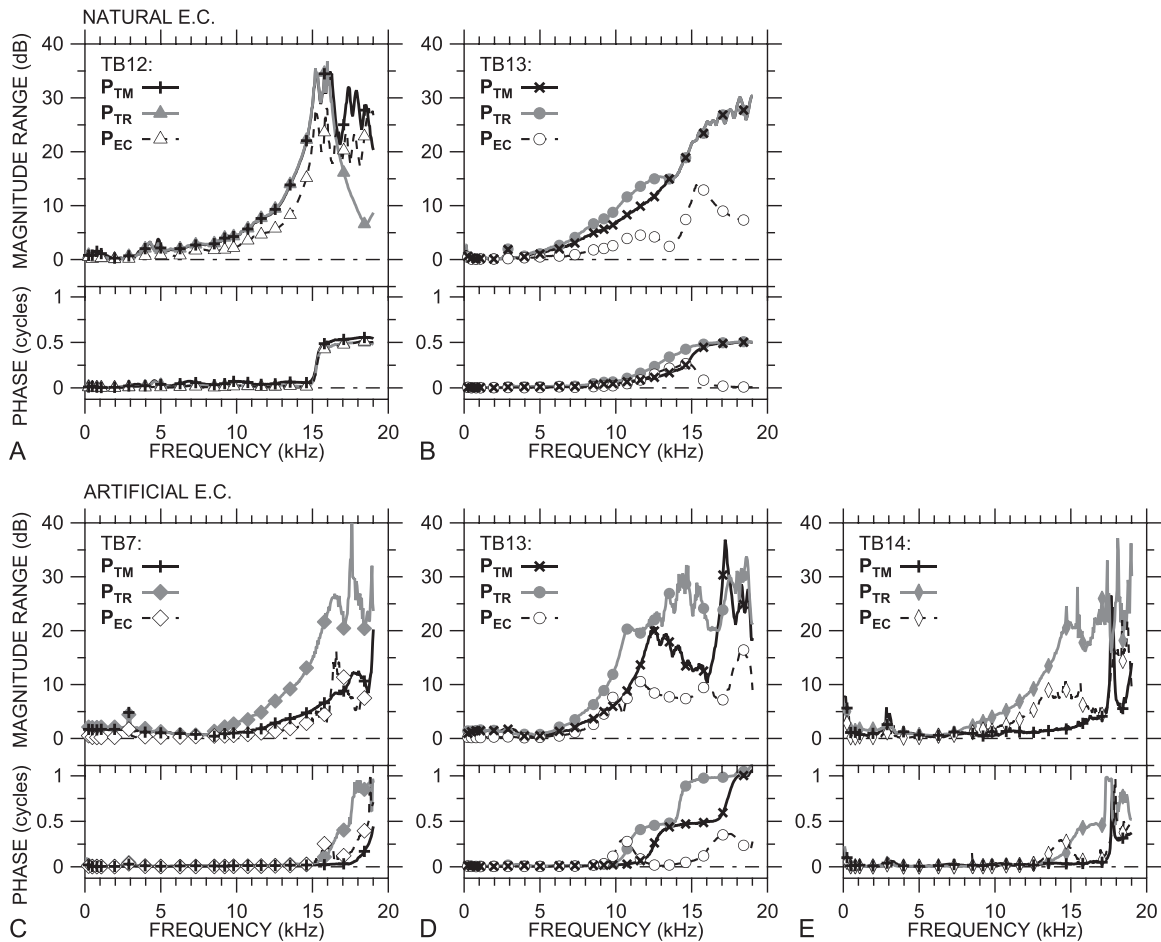 NATURAL E.C.
MAGNITUDE RANGE (dB)
40
30
20
10
0
TB12:
P_TM
P_TR
P_EC
40
30
20
10
0
TB13:
P_TM
P_TR
P_EC
PHASE (cycles)
1
0.5
0
1
0.5
0
0 5 10 15 20
0 5 10 15 20
A FREQUENCY (kHz)
B FREQUENCY (kHz)
ARTIFICIAL E.C.
MAGNITUDE RANGE (dB)
40
30
20
10
0
TB7:
P_TM
P_TR
P_EC
40
30
20
10
0
TB13:
P_TM
P_TR
P_EC
40
30
20
10
0
TB14:
P_TM
P_TR
P_EC
PHASE (cycles)
1
0.5
0
1
0.5
0
1
0.5
0
0 5 10 15 20
0 5 10 15 20
0 5 10 15 20
C FREQUENCY (kHz)
D FREQUENCY (kHz)
E FREQUENCY (kHz)